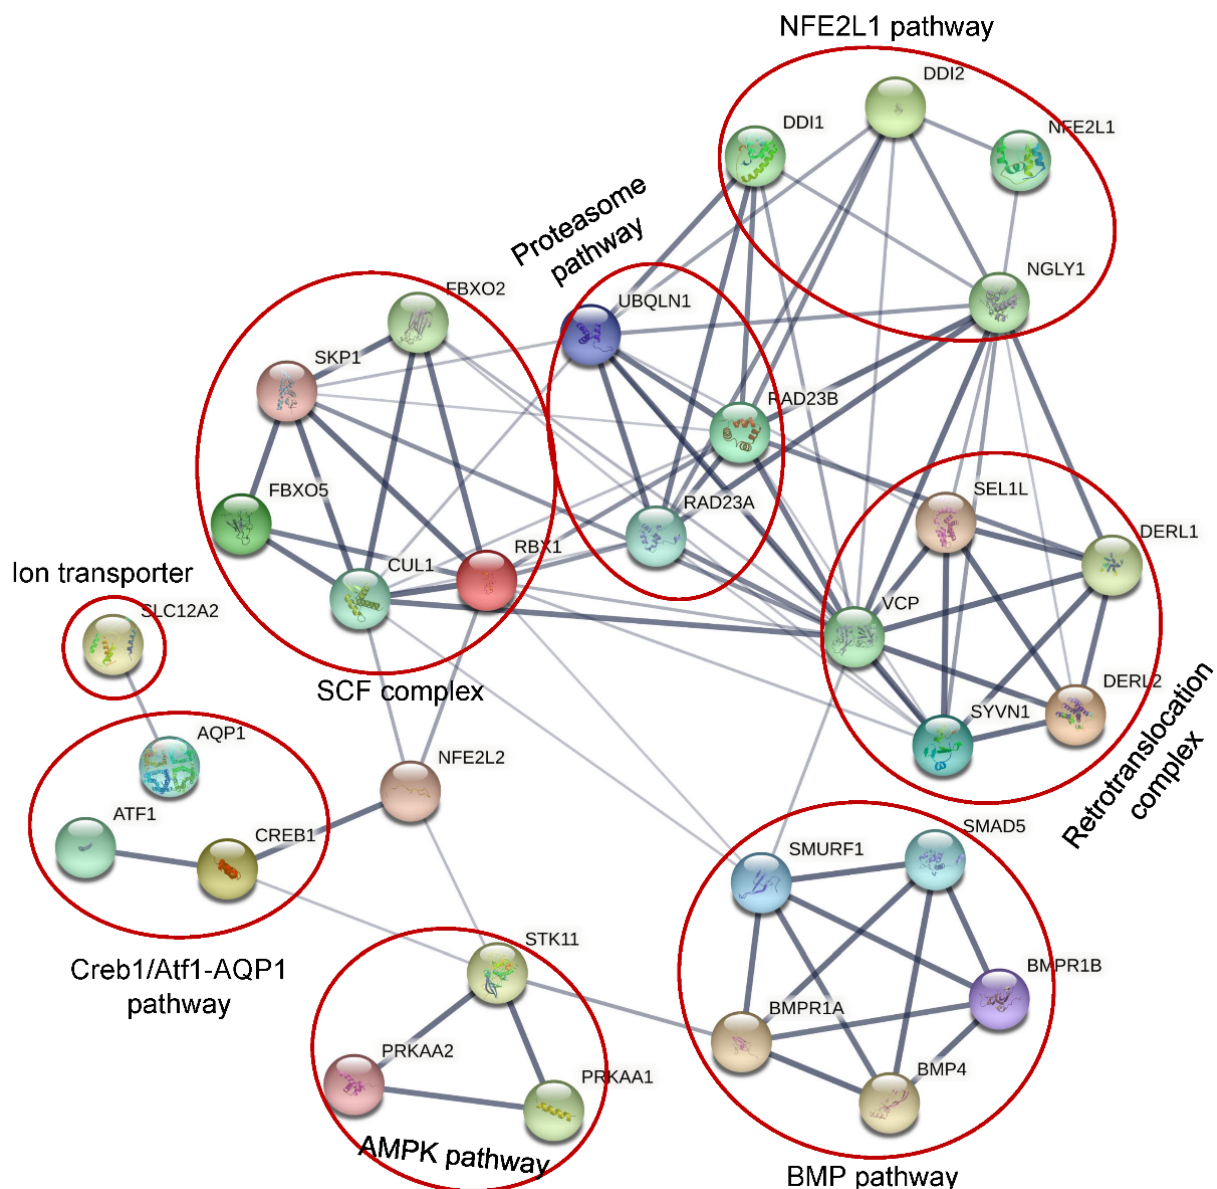 NFE2L1 pathway
DDI2
DDI1
NFE2L1
Proteasome
pathway
NGLY1
FBXO2
UBQLN1
SKP1
RAD23B
FBXO5
RAD23A
SEL1L
DERL1
RBX1
CUL1
Ion transporter
SLC12A2
VCP
SCF complex
DERL2
SYVN1
Retrotranslocation
complex
AQP1
NFE2L2
ATF1
CREB1
SMAD5
SMURF1
STK11
Creb1/Atf1-AQP1
pathway
BMPR1B
BMPR1A
PRKAA2
PRKAA1
BMP4
AMPK pathway
BMP pathway